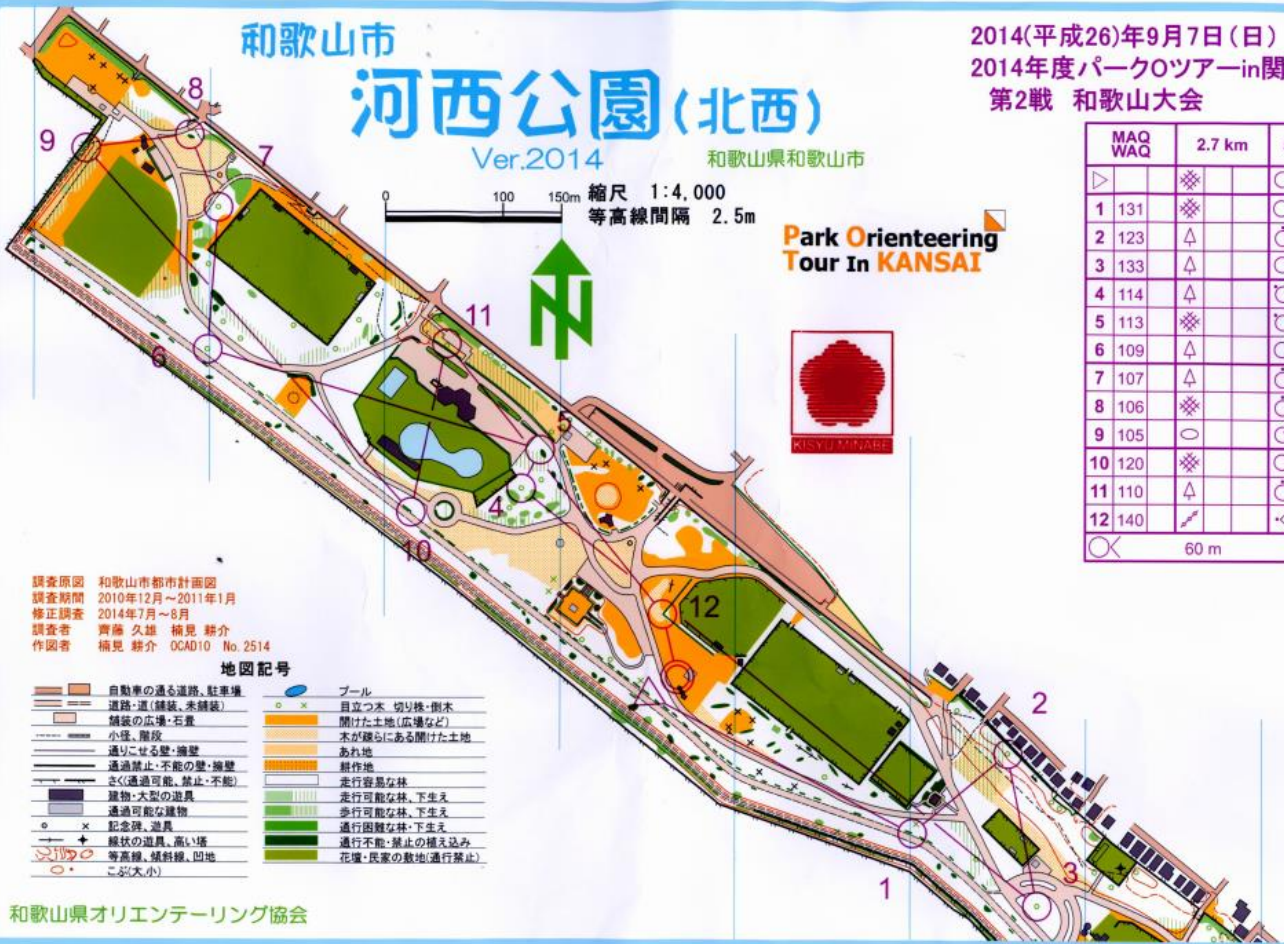 和歌山市
河西公園(北西)
Ver.2014
和歌山県和歌山市
2014(平成26)年9月7日(日)
2014年度パークOツアーin関
第2戦 和歌山大会
0 100 150m
縮尺 1:4,000
等高線間隔 2.5m
Park Orienteering
Tour In KANSAI
KISYU MINABE
MAQ
WAQ
2.7 km
1 131
2 123
3 133
4 114
5 113
6 109
7 107
8 106
9 105
10 120
11 110
12 140
60 m
8
9
7
11
6
5
4
10
12
2
3
1
調査原図 和歌山市都市計画図
調査期間 2010年12月~2011年1月
修正調査 2014年7月~8月
調査者 齊藤 久雄 楠見 耕介
作図者 楠見 耕介 OCAD10 No.2514
地図記号
自動車の通る道路、駐車場
道路・道(舗装、未舗装)
舗装の広場・石畳
小径、階段
通りこせる壁・擁壁
通過禁止・不能の壁・擁壁
さく(通過可能、禁止・不能)
建物・大型の遊具
通過可能な建物
記念碑、遊具
線状の遊具、高い塔
等高線、傾斜線、凹地
こぶ(大,小)
プール
目立つ木 切り株・倒木
開けた土地(広場など)
木が疎らにある開けた土地
あれ地
耕作地
走行容易な林
走行可能な林、下生え
歩行可能な林、下生え
通行困難な林・下生え
通行不能・禁止の植え込み
花壇・民家の敷地(通行禁止)
和歌山県オリエンテーリング協会